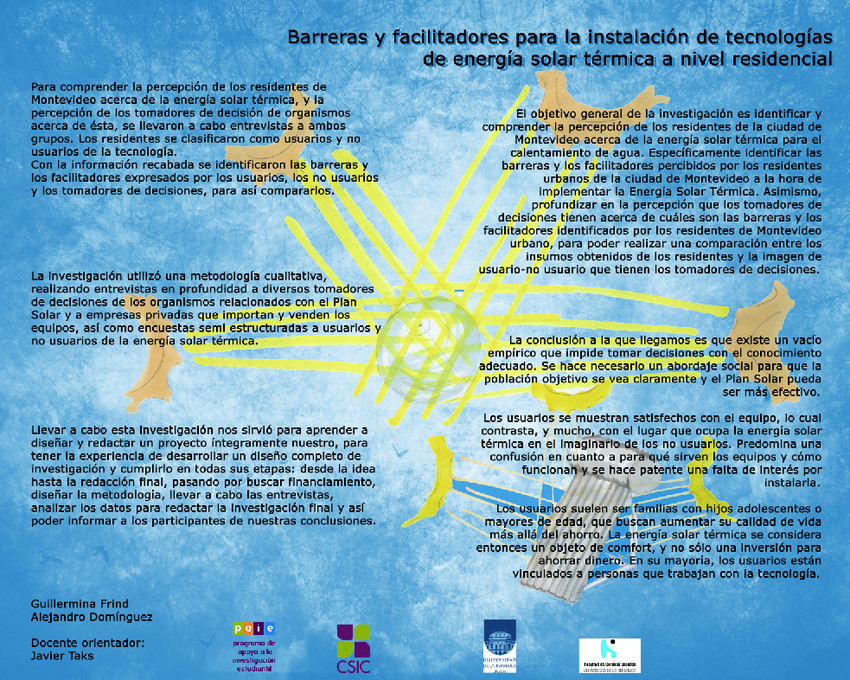 Barreras y facilitadores para la instalación de tecnologías
de energía solar térmica a nivel residencial
Para comprender la percepción de los residentes de
Montevideo acerca de la energía solar térmica, y la
percepción de los tomadores de decisión de organismos
acerca de ésta, se llevaron a cabo entrevistas a ambos
grupos. Los residentes se clasificaron como usuarios y no
usuarios de la tecnología.
Con la información recabada se identificaron las barreras y
los facilitadores expresados por los usuarios, los no usuarios
y los tomadores de decisiones, para así compararlos.
La investigación utilizó una metodología cualitativa,
realizando entrevistas en profundidad a diversos tomadores
de decisiones de los organismos relacionados con el Plan
Solar y a empresas privadas que importan y venden los
equipos, así como encuestas semi estructuradas a usuarios y
no usuarios de la energía solar térmica.
Llevar a cabo esta investigación nos sirvió para aprender a
diseñar y redactar un proyecto íntegramente nuestro, para
tener la experiencia de desarrollar un diseño completo de
investigación y cumplirlo en todas sus etapas: desde la idea
hasta la redacción final, pasando por buscar financiamiento,
diseñar la metodología, llevar a cabo las entrevistas,
analizar los datos para redactar la investigación final y así
poder informar a los participantes de nuestras conclusiones.
El objetivo general de la investigación es identificar y
comprender la percepción de los residentes de la ciudad de
Montevideo acerca de la energía solar térmica para el
calentamiento de agua. Específicamente identificar las
barreras y los facilitadores percibidos por los residentes
urbanos de la ciudad de Montevideo a la hora de
implementar la Energía Solar Térmica. Asimismo,
profundizar en la percepción que los tomadores de
decisiones tienen acerca de cuáles son las barreras y los
facilitadores identificados por los residentes de Montevideo
urbano, para poder realizar una comparación entre los
insumos obtenidos de los residentes y la imagen de
usuario-no usuario que tienen los tomadores de decisiones.
La conclusión a la que llegamos es que existe un vacío
empírico que impide tomar decisiones con el conocimiento
adecuado. Se hace necesario un abordaje social para que la
población objetivo se vea claramente y el Plan Solar pueda
ser más efectivo.
Los usuarios se muestran satisfechos con el equipo, lo cual
contrasta, y mucho, con el lugar que ocupa la energía solar
térmica en el imaginario de los no usuarios. Predomina una
confusión en cuanto a para qué sirven los equipos y cómo
funcionan y se hace patente una falta de interés por
instalarla.
Los usuarios suelen ser familias con hijos adolescentes o
mayores de edad, que buscan aumentar su calidad de vida
más allá del ahorro. La energía solar térmica se considera
entonces un objeto de comfort, y no sólo una inversión para
ahorrar dinero. En su mayoría, los usuarios están
vinculados a personas que trabajan con la tecnología.
Guillermina Frind
Alejandro Domínguez
Docente orientador:
Javier Taks
paie
programa de
apoyo a la
investigación
estudiantil
CSIC
UNIVERSIDAD
DE LA REPÚBLICA
Facultad de Ciencias Sociales
UNIVERSIDAD DE LA REPÚBLICA